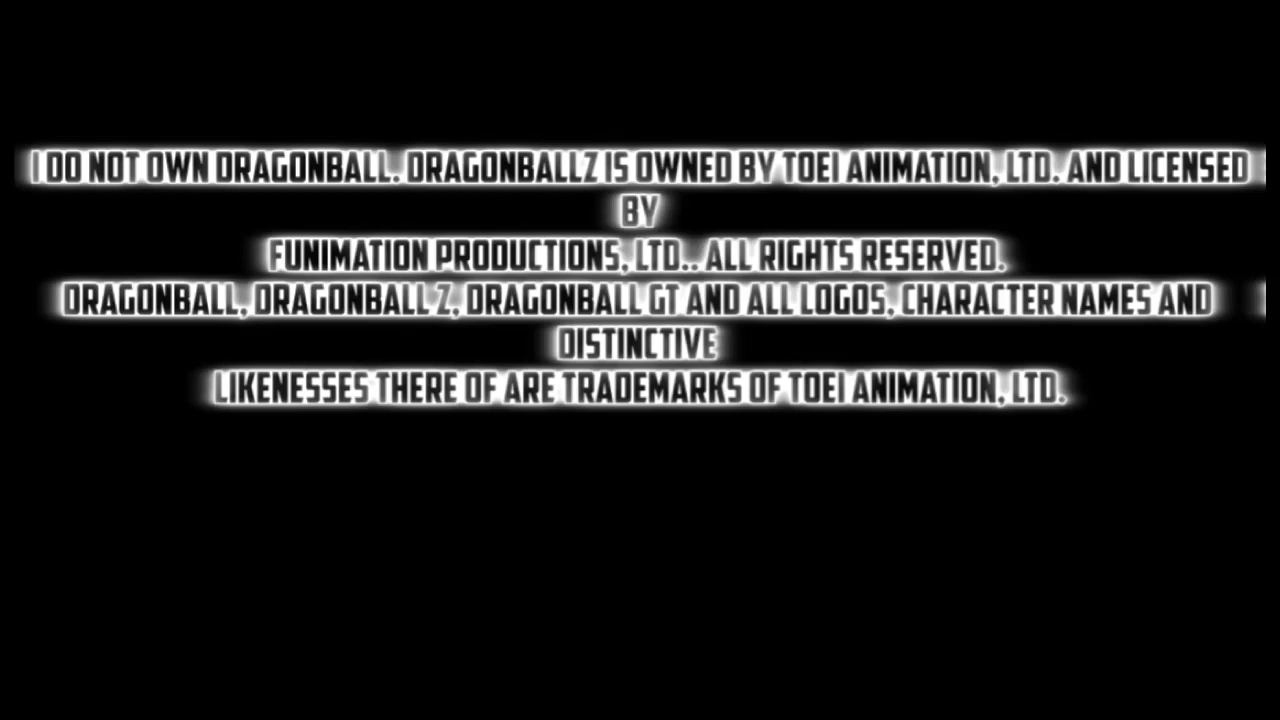 I DO NOT OWN DRAGONBALL. DRAGONBALLZ IS OWNED BY TOEI ANIMATION, LTD. AND LICENSED
BY
FUNIMATION PRODUCTIONS, LTD.. ALL RIGHTS RESERVED.
DRAGONBALL, DRAGONBALL Z, DRAGONBALL GT AND ALL LOGOS, CHARACTER NAMES AND
DISTINCTIVE
LIKENESSES THERE OF ARE TRADEMARKS OF TOEI ANIMATION, LTD.